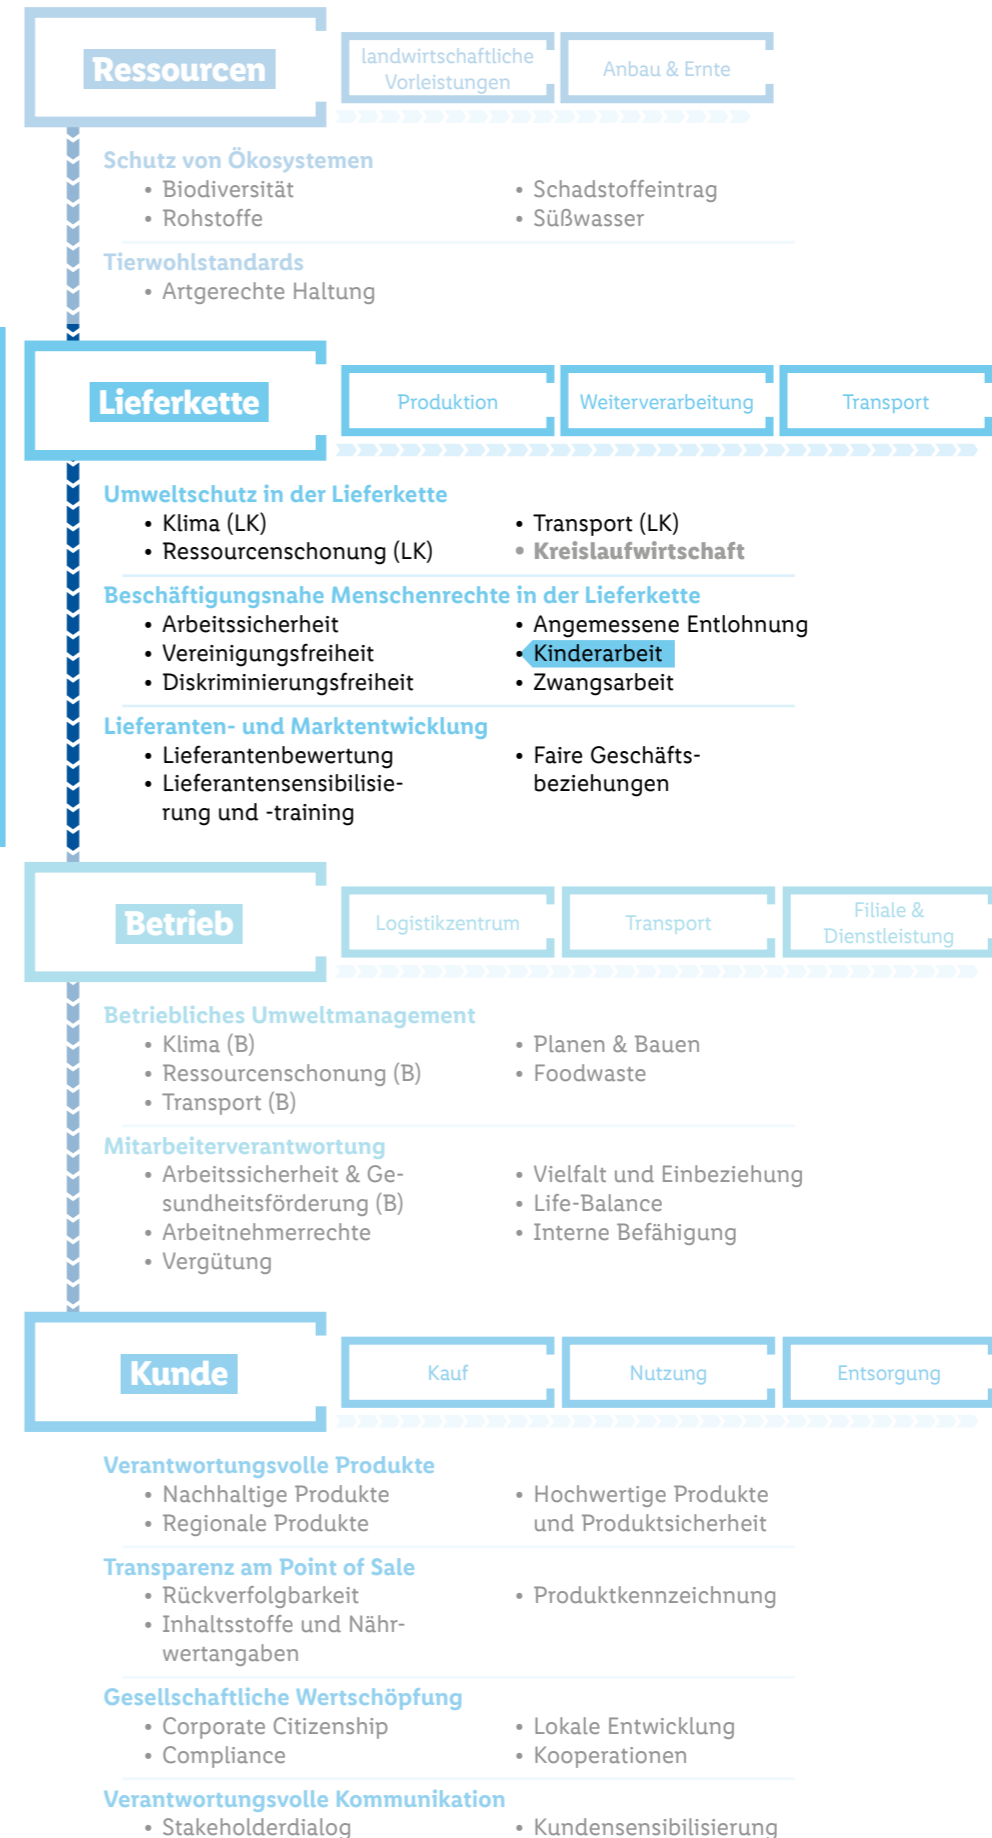 Ressourcen
landwirtschaftliche
Vorleistungen
Anbau & Ernte
Schutz von Ökosystemen
• Biodiversität
• Rohstoffe
• Schadstoffeintrag
• Süßwasser
Tierwohlstandards
• Artgerechte Haltung
Lieferkette
Produktion
Weiterverarbeitung
Transport
Umweltschutz in der Lieferkette
• Klima (LK)
• Ressourcenschonung (LK)
• Transport (LK)
• Kreislaufwirtschaft
Beschäftigungsnahe Menschenrechte in der Lieferkette
• Arbeitssicherheit
• Vereinigungsfreiheit
• Diskriminierungsfreiheit
• Angemessene Entlohnung
• Kinderarbeit
• Zwangsarbeit
Lieferanten- und Marktentwicklung
• Lieferantenbewertung
• Lieferantensensibilisie-
rung und -training
• Faire Geschäfts-
beziehungen
Betrieb
Logistikzentrum
Transport
Filiale &
Dienstleistung
Betriebliches Umweltmanagement
• Klima (B)
• Ressourcenschonung (B)
• Transport (B)
• Planen & Bauen
• Foodwaste
Mitarbeiterverantwortung
• Arbeitssicherheit & Ge-
sundheitsförderung (B)
• Arbeitnehmerrechte
• Vergütung
• Vielfalt und Einbeziehung
• Life-Balance
• Interne Befähigung
Kunde
Kauf
Nutzung
Entsorgung
Verantwortungsvolle Produkte
• Nachhaltige Produkte
• Regionale Produkte
• Hochwertige Produkte
und Produktsicherheit
Transparenz am Point of Sale
• Rückverfolgbarkeit
• Inhaltsstoffe und Nähr-
wertangaben
• Produktkennzeichnung
Gesellschaftliche Wertschöpfung
• Corporate Citizenship
• Compliance
• Lokale Entwicklung
• Kooperationen
Verantwortungsvolle Kommunikation
• Stakeholderdialog
• Kundensensibilisierung